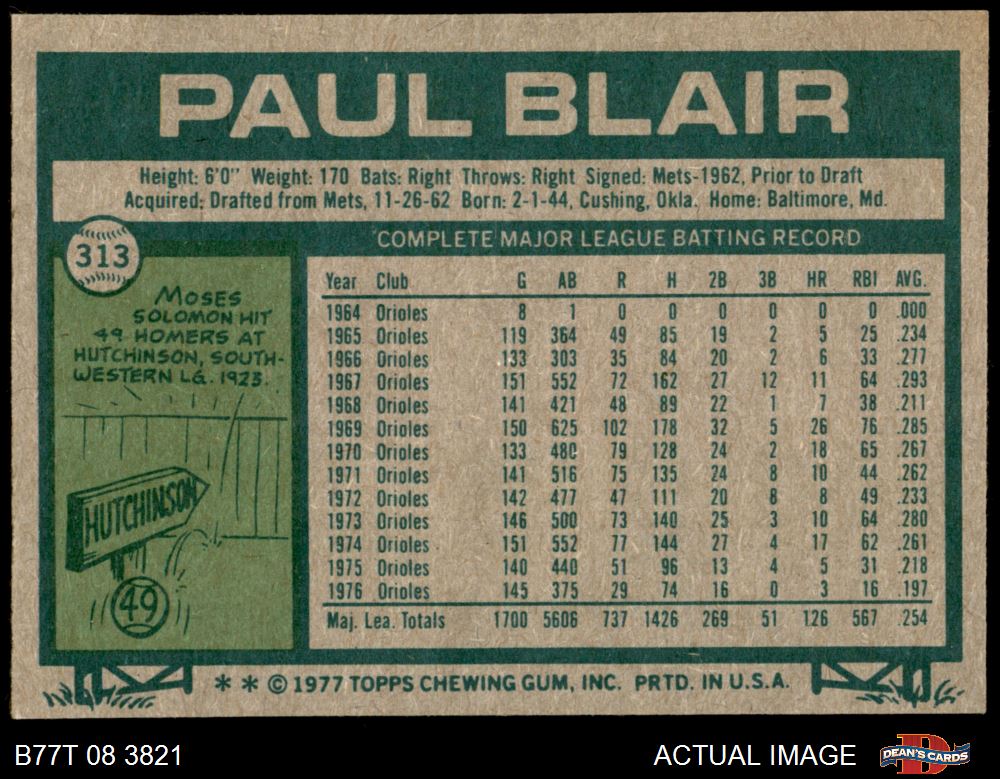 PAUL BLAIR
Height: 6'0" Weight: 170 Bats: Right Throws: Right Signed: Mets-1962, Prior to Draft
Acquired: Drafted from Mets, 11-26-62 Born: 2-1-44, Cushing, Okla. Home: Baltimore, Md.
313
MOSES
SOLOMON HIT
49 HOMERS AT
HUTCHINSON, SOUTH-
WESTERN LG. 1923.
HUTCHINSON
49
COMPLETE MAJOR LEAGUE BATTING RECORD
Year Club G AB R H 2B 3B HR RBI AVG.
1964 Orioles 8 1 0 0 0 0 0 0 .000
1965 Orioles 119 364 49 85 19 2 5 25 .234
1966 Orioles 133 303 35 84 20 2 6 33 .277
1967 Orioles 151 552 72 162 27 12 11 64 .293
1968 Orioles 141 421 48 89 22 1 7 38 .211
1969 Orioles 150 625 102 178 32 5 26 76 .285
1970 Orioles 133 480 79 128 24 2 18 65 .267
1971 Orioles 141 516 75 135 24 8 10 44 .262
1972 Orioles 142 477 47 111 20 8 8 49 .233
1973 Orioles 146 500 73 140 25 3 10 64 .280
1974 Orioles 151 552 77 144 27 4 17 62 .261
1975 Orioles 140 440 51 96 13 4 5 31 .218
1976 Orioles 145 375 29 74 16 0 3 16 .197
Maj. Lea. Totals 1700 5606 737 1426 269 51 126 567 .254
* * © 1977 TOPPS CHEWING GUM, INC. PRTD. IN U.S.A.
B77T 08 3821
ACTUAL IMAGE
D
DEAN'S CARDS